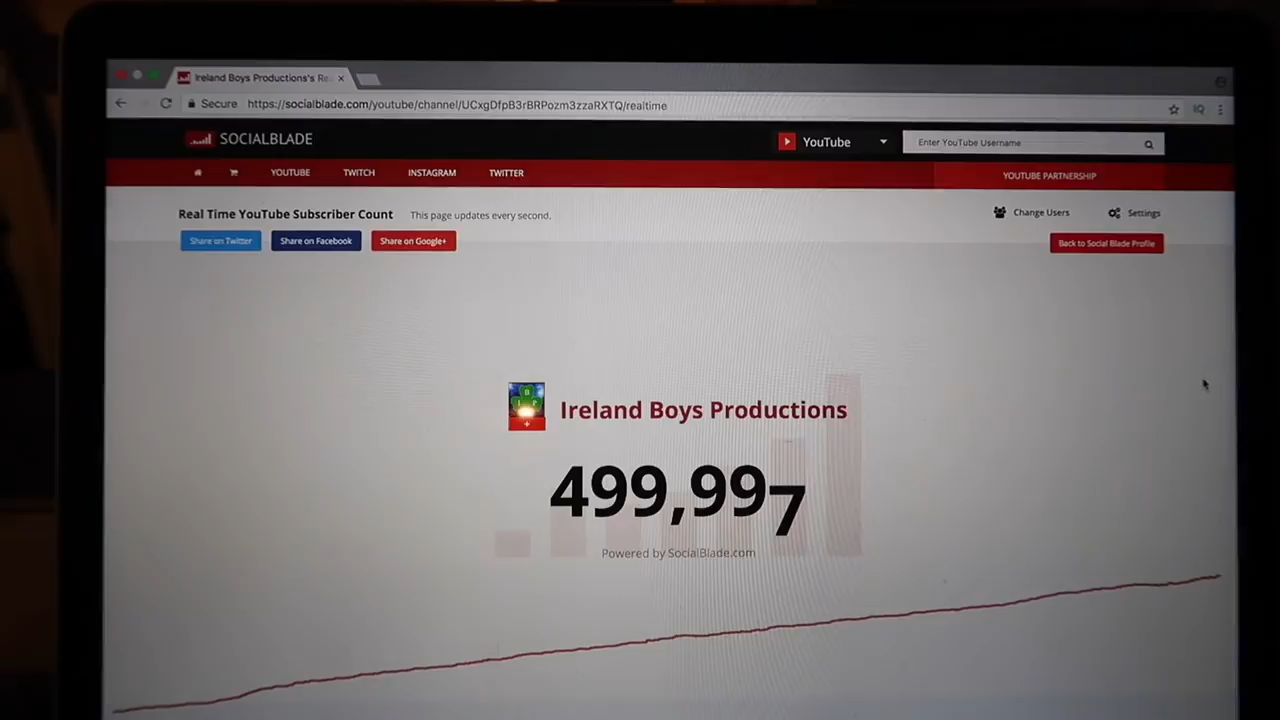 Ireland Boys Productions's Re
Secure https://socialblade.com/youtube/channel/UCxgDfpB3rBRPozm3zzaRXTQ/realtime
SOCIALBLADE
YouTube
Enter YouTube Username
YOUTUBE TWITCH INSTAGRAM TWITTER
YOUTUBE PARTNERSHIP
Real Time YouTube Subscriber Count This page updates every second.
Change Users Settings
Share on Twitter Share on Facebook Share on Google+
Back to Social Blade Profile
B
I P
Ireland Boys Productions
499,997
Powered by SocialBlade.com